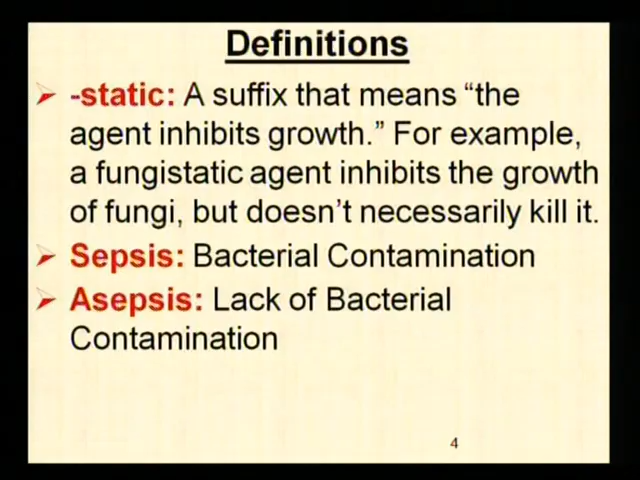 Definitions
-static: A suffix that means “the
agent inhibits growth.” For example,
a fungistatic agent inhibits the growth
of fungi, but doesn’t necessarily kill it.
Sepsis: Bacterial Contamination
Asepsis: Lack of Bacterial
Contamination
4